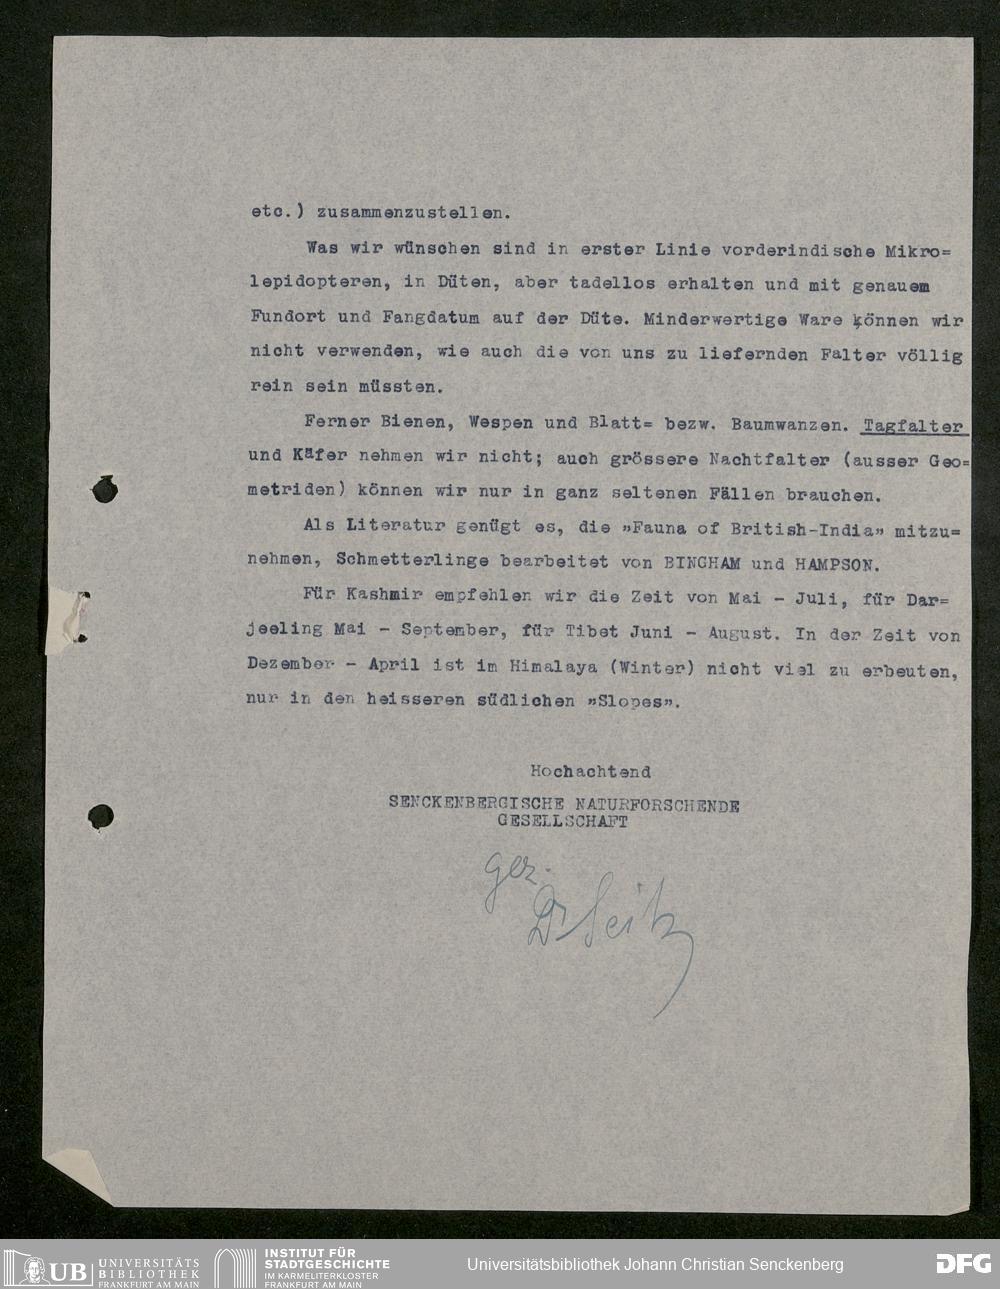 etc.) zusammenzustellen.
Was wir wünschen sind in erster Linie vorderindische Mikro=
lepidopteren, in Düten, aber tadellos erhalten und mit genauem
Fundort und Fangdatum auf der Düte. Minderwertige Ware können wir
nicht verwenden, wie auch die von uns zu liefernden Falter völlig
rein sein müssten.
Ferner Bienen, Wespen und Blatt= bezw. Baumwanzen. Tagfalter
und Käfer nehmen wir nicht; auch grössere Nachtfalter (ausser Geo=
metriden) können wir nur in ganz seltenen Fällen brauchen.
Als Literatur genügt es, die »Fauna of British-India» mitzu=
nehmen, Schmetterlinge bearbeitet von BINGHAM und HAMPSON.
Für Kashmir empfehlen wir die Zeit von Mai - Juli, für Dar=
jeeling Mai - September, für Tibet Juni - August. In der Zeit von
Dezember - April ist im Himalaya (Winter) nicht viel zu erbeuten,
nur in den heisseren südlichen »Slopes».
Hochachtend
SENCKENBERGISCHE NATURFORSCHENDE
GESELLSCHAFT
gez.
Dr Seitz
UB UNIVERSITÄTS
BIBLIOTHEK
FRANKFURT AM MAIN
INSTITUT FÜR
STADTGESCHICHTE
IM KARMELITERKLOSTER
FRANKFURT AM MAIN
Universitätsbibliothek Johann Christian Senckenberg
DFG